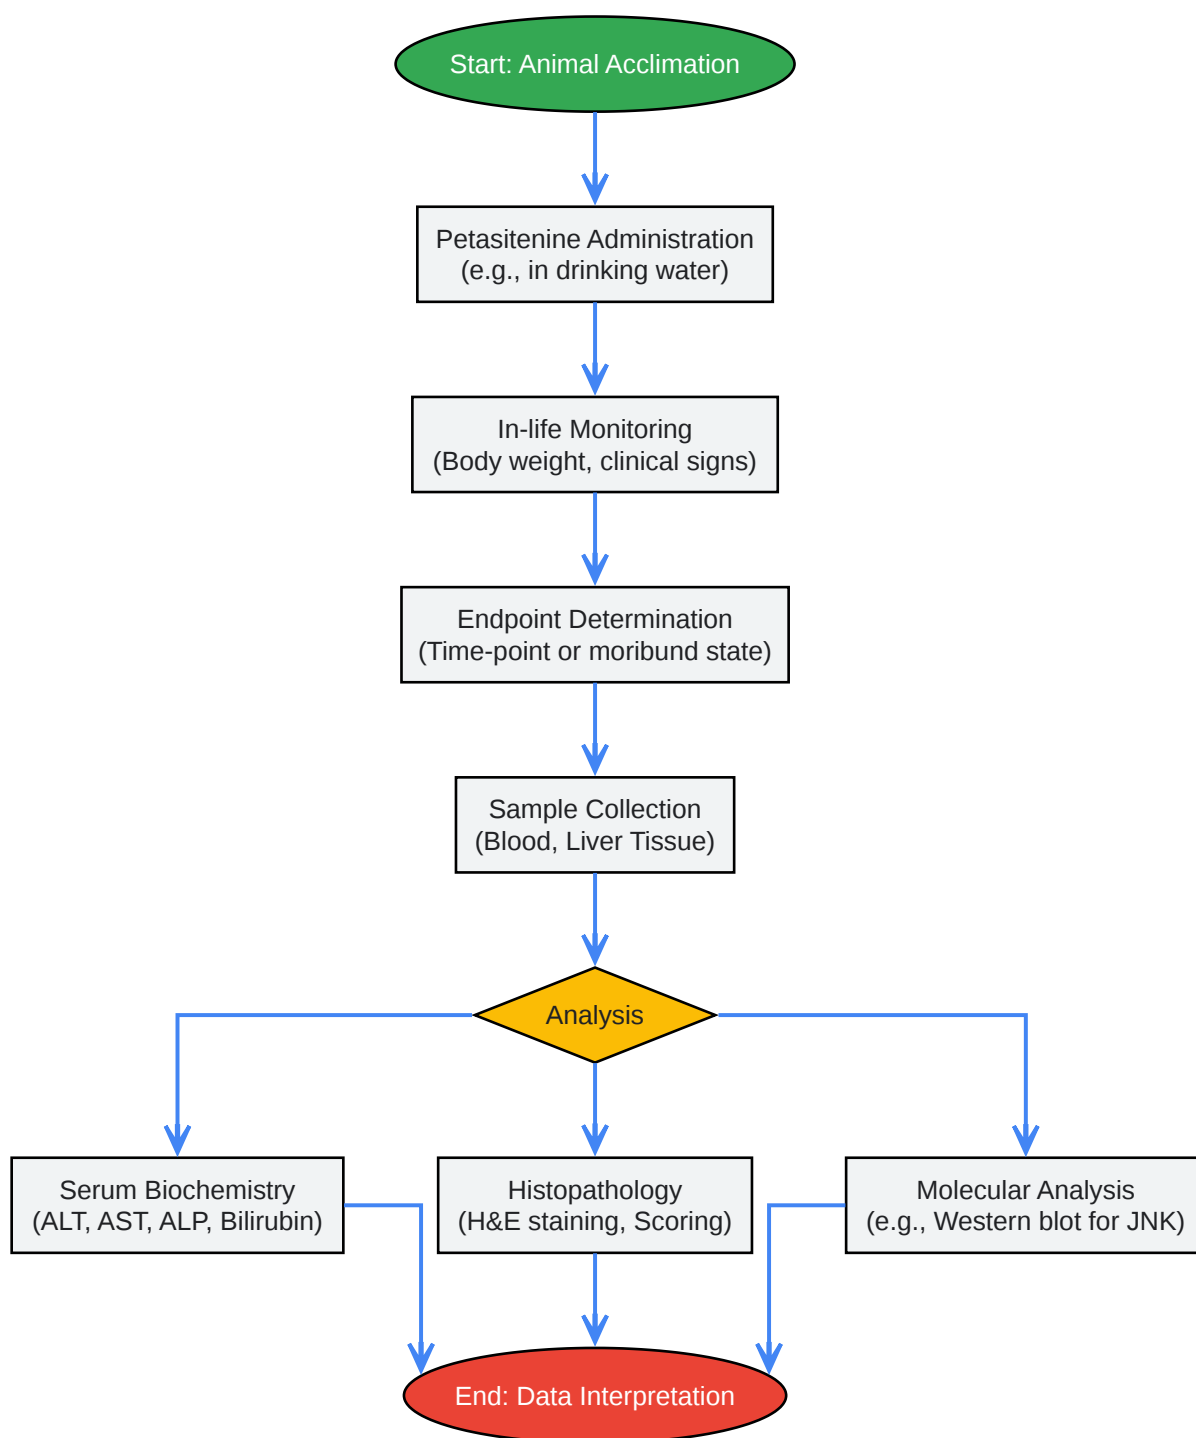 Start: Animal Acclimation
Petasitenine Administration
(e.g., in drinking water)
In-life Monitoring
(Body weight, clinical signs)
Endpoint Determination
(Time-point or moribund state)
Sample Collection
(Blood, Liver Tissue)
Analysis
Serum Biochemistry
(ALT, AST, ALP, Bilirubin)
Histopathology
(H&E staining, Scoring)
Molecular Analysis
(e.g., Western blot for JNK)
End: Data Interpretation